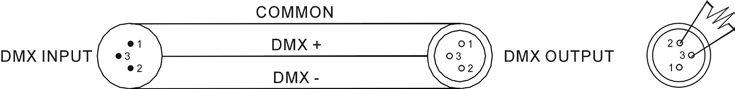 COMMON
DMX INPUT 1 3 2 DMX + 1 3 2 DMX OUTPUT 2 3 1
DMX -